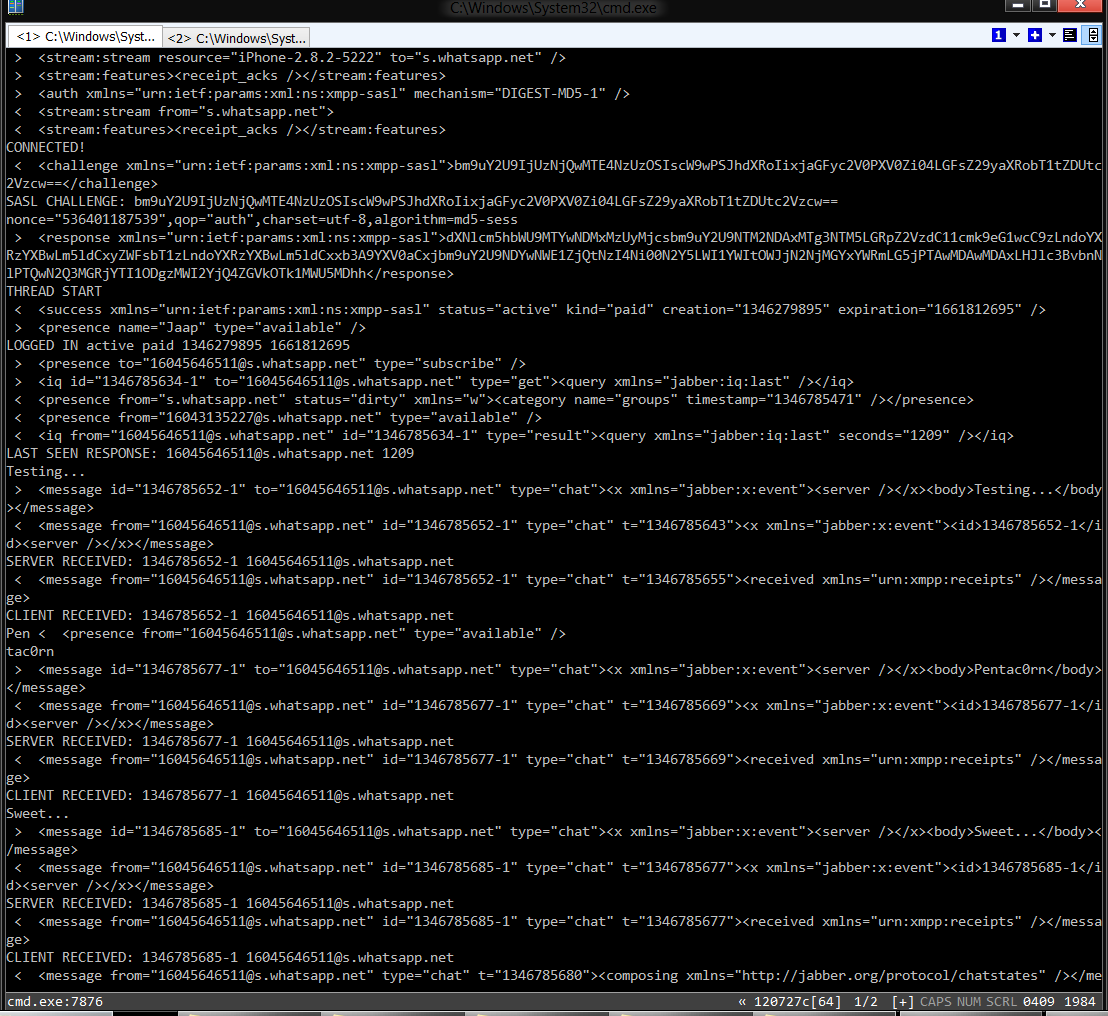 C:\Windows\System32\cmd.exe
<1> C:\Windows\Syst... <2> C:\Windows\Syst... 1
> <stream:stream resource="iPhone-2.8.2-5222" to="s.whatsapp.net" />
> <stream:features><receipt_acks /></stream:features>
> <auth xmlns="urn:ietf:params:xml:ns:xmpp-sasl" mechanism="DIGEST-MD5-1" />
< <stream:stream from="s.whatsapp.net">
< <stream:features><receipt_acks /></stream:features>
CONNECTED!
< <challenge xmlns="urn:ietf:params:xml:ns:xmpp-sasl">bm9uY2U9IjUzNjQwMTE4NzUzOSIscW9wPSJhdXRoIixjaGFyc2V0PXV0Zi04LGFsZ29yaXRobT1tZDUtc
2Vzcw==</challenge>
SASL CHALLENGE: bm9uY2U9IjUzNjQwMTE4NzUzOSIscW9wPSJhdXRoIixjaGFyc2V0PXV0Zi04LGFsZ29yaXRobT1tZDUtc2Vzcw==
nonce="536401187539",qop="auth",charset=utf-8,algorithm=md5-sess
> <response xmlns="urn:ietf:params:xml:ns:xmpp-sasl">dXNlcm5hbWU9MTYwNDMxMzUyMjcsbm9uY2U9NTM2NDAxMTg3NTM5LGRpZ2VzdC11cmk9eG1wcC9zLndoYX
RzYXBwLm5ldCxyZWFsbT1zLndoYXRzYXBwLm5ldCxxb3A9YXV0aCxjbm9uY2U9NDYwNWE1ZjQtNzI4Ni00N2Y5LWI1YWItOWJjN2NjMGYxYWRmLG5jPTAwMDAwMDAxLHJlc3BvbnN
lPTQwN2Q3MGRjYTI1ODgzMWI2YjQ4ZGVkOTk1MWU5MDhh</response>
THREAD START
< <success xmlns="urn:ietf:params:xml:ns:xmpp-sasl" status="active" kind="paid" creation="1346279895" expiration="1661812695" />
> <presence name="Jaap" type="available" />
LOGGED IN active paid 1346279895 1661812695
> <presence to="16045646511@s.whatsapp.net" type="subscribe" />
> <iq id="1346785634-1" to="16045646511@s.whatsapp.net" type="get"><query xmlns="jabber:iq:last" /></iq>
< <presence from="s.whatsapp.net" status="dirty" xmlns="w"><category name="groups" timestamp="1346785471" /></presence>
< <presence from="16043135227@s.whatsapp.net" type="available" />
< <iq from="16045646511@s.whatsapp.net" id="1346785634-1" type="result"><query xmlns="jabber:iq:last" seconds="1209" /></iq>
LAST SEEN RESPONSE: 16045646511@s.whatsapp.net 1209
Testing...
> <message id="1346785652-1" to="16045646511@s.whatsapp.net" type="chat"><x xmlns="jabber:x:event"><server /></x><body>Testing...</body
></message>
< <message from="16045646511@s.whatsapp.net" id="1346785652-1" type="chat" t="1346785643"><x xmlns="jabber:x:event"><id>1346785652-1</i
d><server /></x></message>
SERVER RECEIVED: 1346785652-1 16045646511@s.whatsapp.net
< <message from="16045646511@s.whatsapp.net" id="1346785652-1" type="chat" t="1346785655"><received xmlns="urn:xmpp:receipts" /></messa
ge>
CLIENT RECEIVED: 1346785652-1 16045646511@s.whatsapp.net
Pen < <presence from="16045646511@s.whatsapp.net" type="available" />
tac0rn
> <message id="1346785677-1" to="16045646511@s.whatsapp.net" type="chat"><x xmlns="jabber:x:event"><server /></x><body>Pentac0rn</body>
</message>
< <message from="16045646511@s.whatsapp.net" id="1346785677-1" type="chat" t="1346785669"><x xmlns="jabber:x:event"><id>1346785677-1</i
d><server /></x></message>
SERVER RECEIVED: 1346785677-1 16045646511@s.whatsapp.net
< <message from="16045646511@s.whatsapp.net" id="1346785677-1" type="chat" t="1346785669"><received xmlns="urn:xmpp:receipts" /></messa
ge>
CLIENT RECEIVED: 1346785677-1 16045646511@s.whatsapp.net
Sweet...
> <message id="1346785685-1" to="16045646511@s.whatsapp.net" type="chat"><x xmlns="jabber:x:event"><server /></x><body>Sweet...</body><
/message>
< <message from="16045646511@s.whatsapp.net" id="1346785685-1" type="chat" t="1346785677"><x xmlns="jabber:x:event"><id>1346785685-1</i
d><server /></x></message>
SERVER RECEIVED: 1346785685-1 16045646511@s.whatsapp.net
< <message from="16045646511@s.whatsapp.net" id="1346785685-1" type="chat" t="1346785677"><received xmlns="urn:xmpp:receipts" /></messa
ge>
CLIENT RECEIVED: 1346785685-1 16045646511@s.whatsapp.net
< <message from="16045646511@s.whatsapp.net" type="chat" t="1346785680"><composing xmlns="http://jabber.org/protocol/chatstates" /></me
cmd.exe:7876 « 120727c[64] 1/2 [+] CAPS NUM SCRL 0409 1984